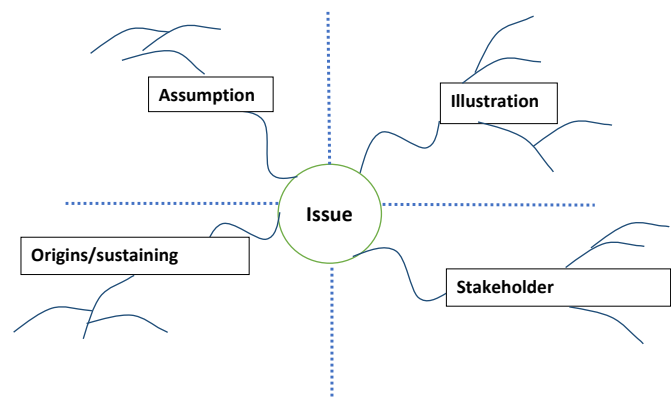 Assumption
Illustration
Issue
Origins/sustaining
Stakeholder